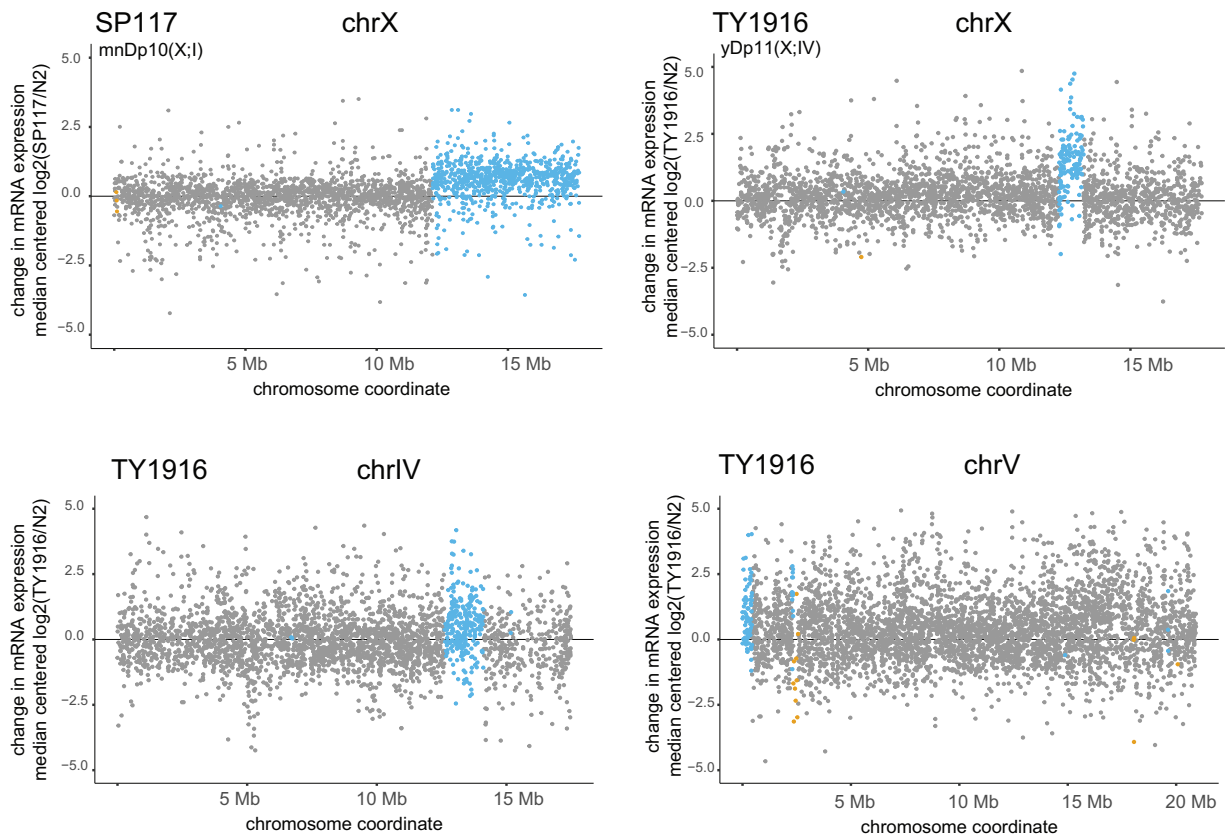 SP117 chrX
mnDp10(X;I)
change in mRNA expression
median centered log2(SP117/N2)
5.0
2.5
0.0
−2.5
−5.0
5 Mb 10 Mb 15 Mb
chromosome coordinate
TY1916 chrX
yDp11(X;IV)
change in mRNA expression
median centered log2(TY1916/N2)
5.0
2.5
0.0
−2.5
−5.0
5 Mb 10 Mb 15 Mb
chromosome coordinate
TY1916 chrIV
change in mRNA expression
median centered log2(TY1916/N2)
5.0
2.5
0.0
−2.5
−5.0
5 Mb 10 Mb 15 Mb
chromosome coordinate
TY1916 chrV
change in mRNA expression
median centered log2(TY1916/N2)
5.0
2.5
0.0
−2.5
−5.0
5 Mb 10 Mb 15 Mb 20 Mb
chromosome coordinate